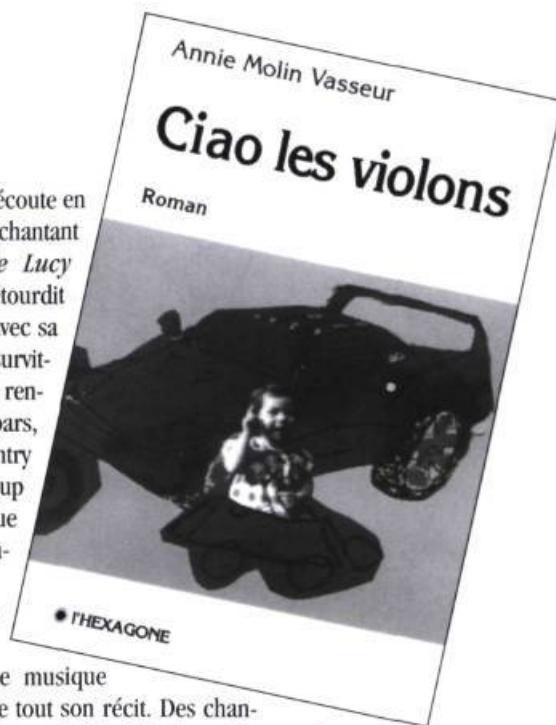 Annie Molin Vasseur
Ciao les violons
Roman
l'HEXAGONE
écoute en
chantant
Lucy
tourdit
vec sa
survit-
ren-
bars,
ntry
up
ue
musique
e tout son récit. Des chan-